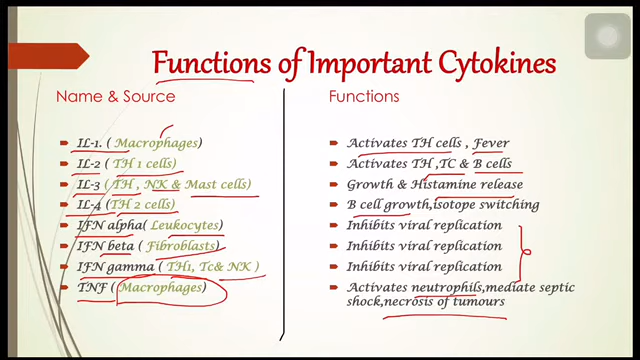 Functions of Important Cytokines
Name & Source
IL-1. ( Macrophages)
IL-2 ( TH 1 cells)
IL-3 ( TH , NK & Mast cells)
IL-4 (TH 2 cells)
IFN alpha( Leukocytes)
IFN beta ( Fibroblasts)
IFN gamma ( TH1, Tc& NK )
TNF ( Macrophages)
Functions
Activates TH cells , Fever
Activates TH ,TC & B cells
Growth & Histamine release
B cell growth,isotope switching
Inhibits viral replication
Inhibits viral replication
Inhibits viral replication
Activates neutrophils,mediate septic
shock,necrosis of tumours